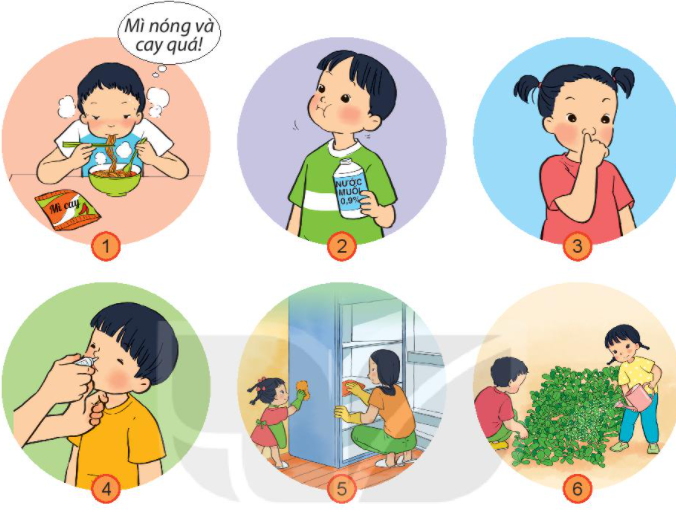 Mì nóng và
cay quá!
Mì cay
NƯỚC
MUỐI
0,9%
1
2
3
4
5
6